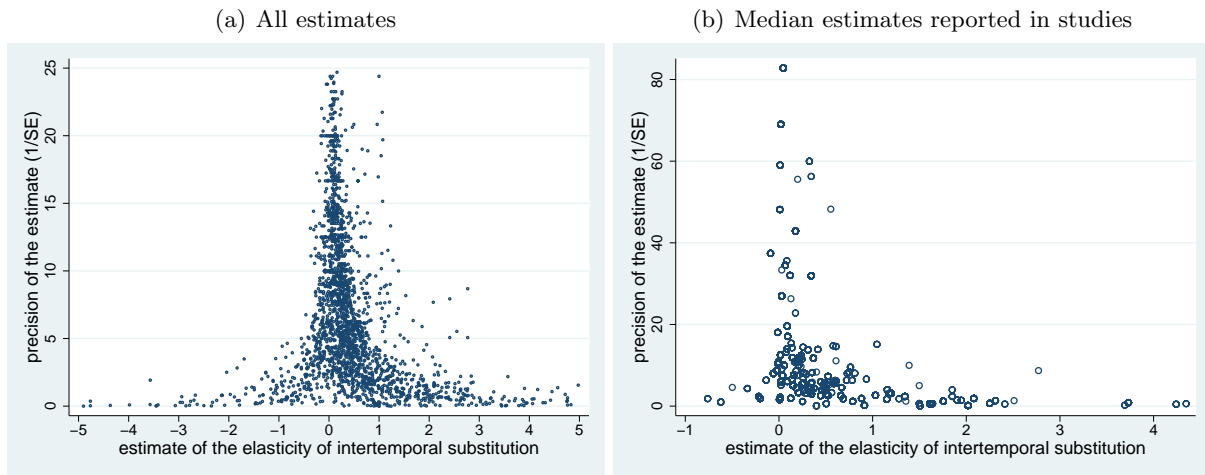 (a) All estimates
precision of the estimate (1/SE)
25
20
15
10
5
0
−5 −4 −3 −2 −1 0 1 2 3 4 5
estimate of the elasticity of intertemporal substitution
(b) Median estimates reported in studies
precision of the estimate (1/SE)
80
60
40
20
0
−1 0 1 2 3 4
estimate of the elasticity of intertemporal substitution